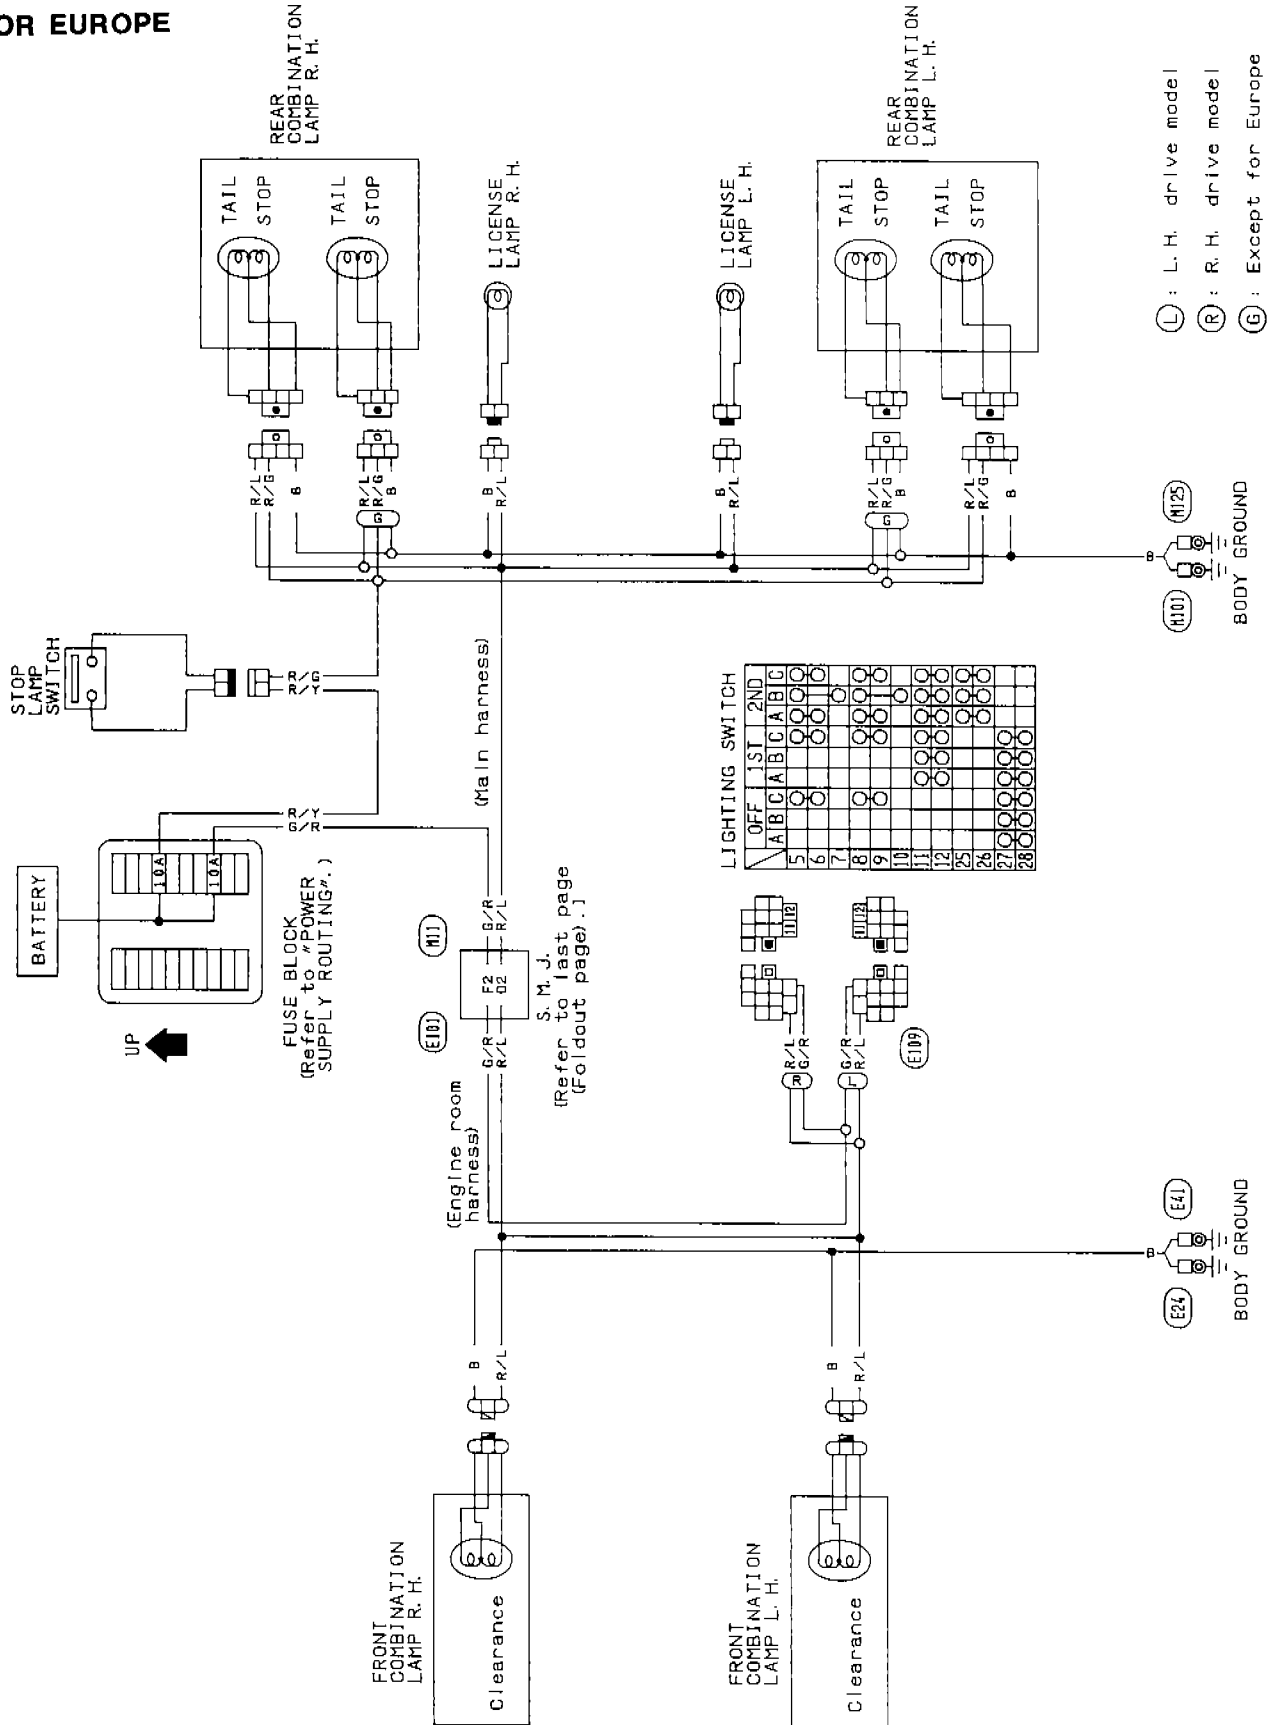 OR EUROPE
REAR
COMBINATION
LAMP R. H.
TAIL
STOP
TAIL
STOP
LICENSE
LAMP R. H.
LICENSE
LAMP L. H.
REAR
COMBINATION
LAMP L. H.
TAIL
STOP
TAIL
STOP
L : L. H. drive model
R : R. H. drive model
G : Except for Europe
R/L
R/G
B
R/L
R/G
B
G
B
R/L
B
R/L
R/L
R/G
B
G
R/L
R/G
B
B
M101
M125
BODY GROUND
STOP
LAMP
SWITCH
R/G
R/Y
BATTERY
10A
10A
R/Y
G/R
UP
FUSE BLOCK
(Refer to "POWER
SUPPLY ROUTING".)
(Main harness)
M11
G/R
R/L
F2
O2
E101
G/R
R/L
S. M. J.
[Refer to last page
(Foldout page).]
(Engine room
harness)
LIGHTING SWITCH
OFF 1ST 2ND
A B C A B C A B C
5
6
7
8
9
10
11
12
25
26
27
28
11 12
11 12
R/L
G/R
R
G/R
R/L
L
E109
B
E24
E41
BODY GROUND
B
R/L
B
R/L
FRONT
COMBINATION
LAMP R. H.
Clearance
FRONT
COMBINATION
LAMP L. H.
Clearance